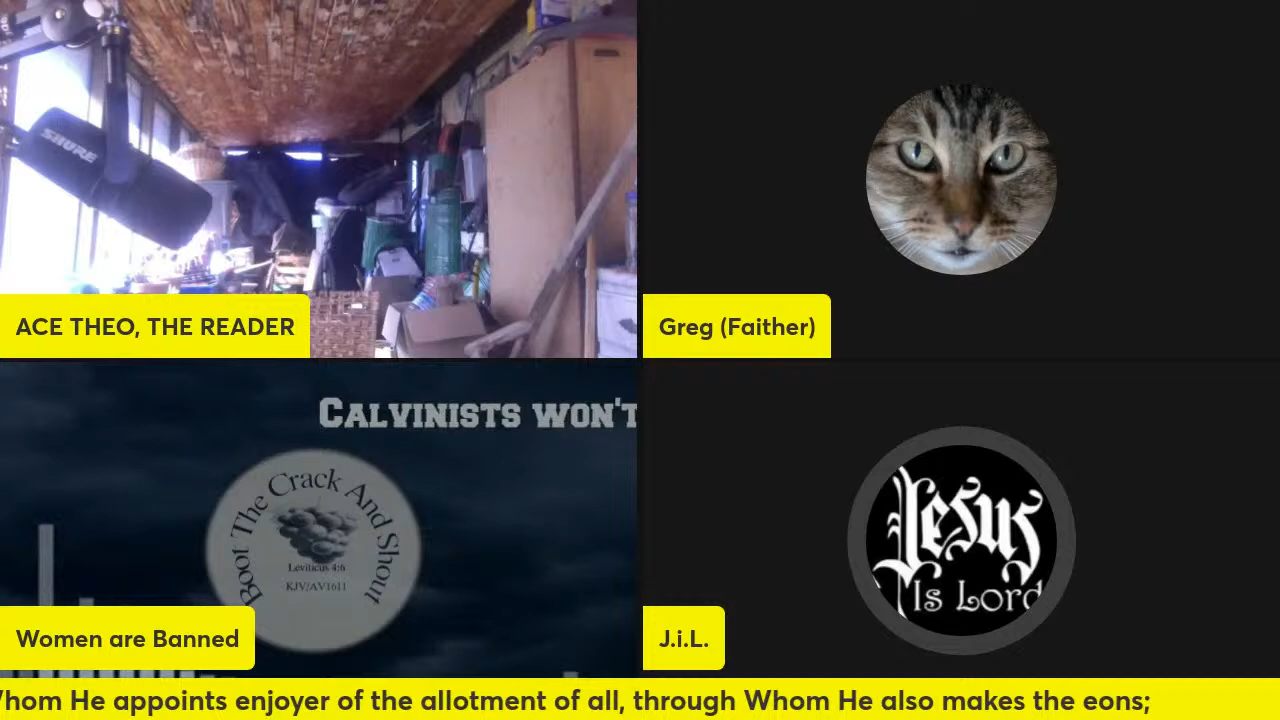 SHURE
ACE THEO, THE READER
Greg (Faither)
CALVINISTS WON'T
Boot The Crack And Shout
Leviticus 4:6
KJV/AV1611
Women are Banned
Jesus
Is Lord
J.i.L.
Whom He appoints enjoyer of the allotment of all, through Whom He also makes the eons;